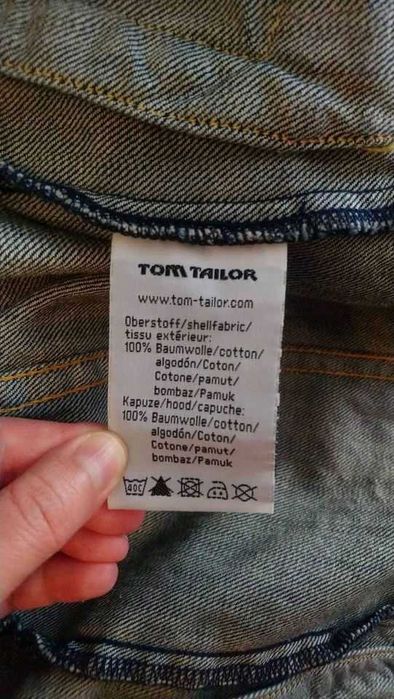 TOM TAILOR
www.tom-tailor.com
Oberstoff/shellfabric/
tissu extérieur:
100% Baumwolle/cotton/
algodón/Coton/
Cotone/pamut/
bombaz/Pamuk
Kapuze/hood/capuche:
100% Baumwolle/cotton/
algodón/Coton/
Cotone/pamut/
bombaz/Pamuk
40C